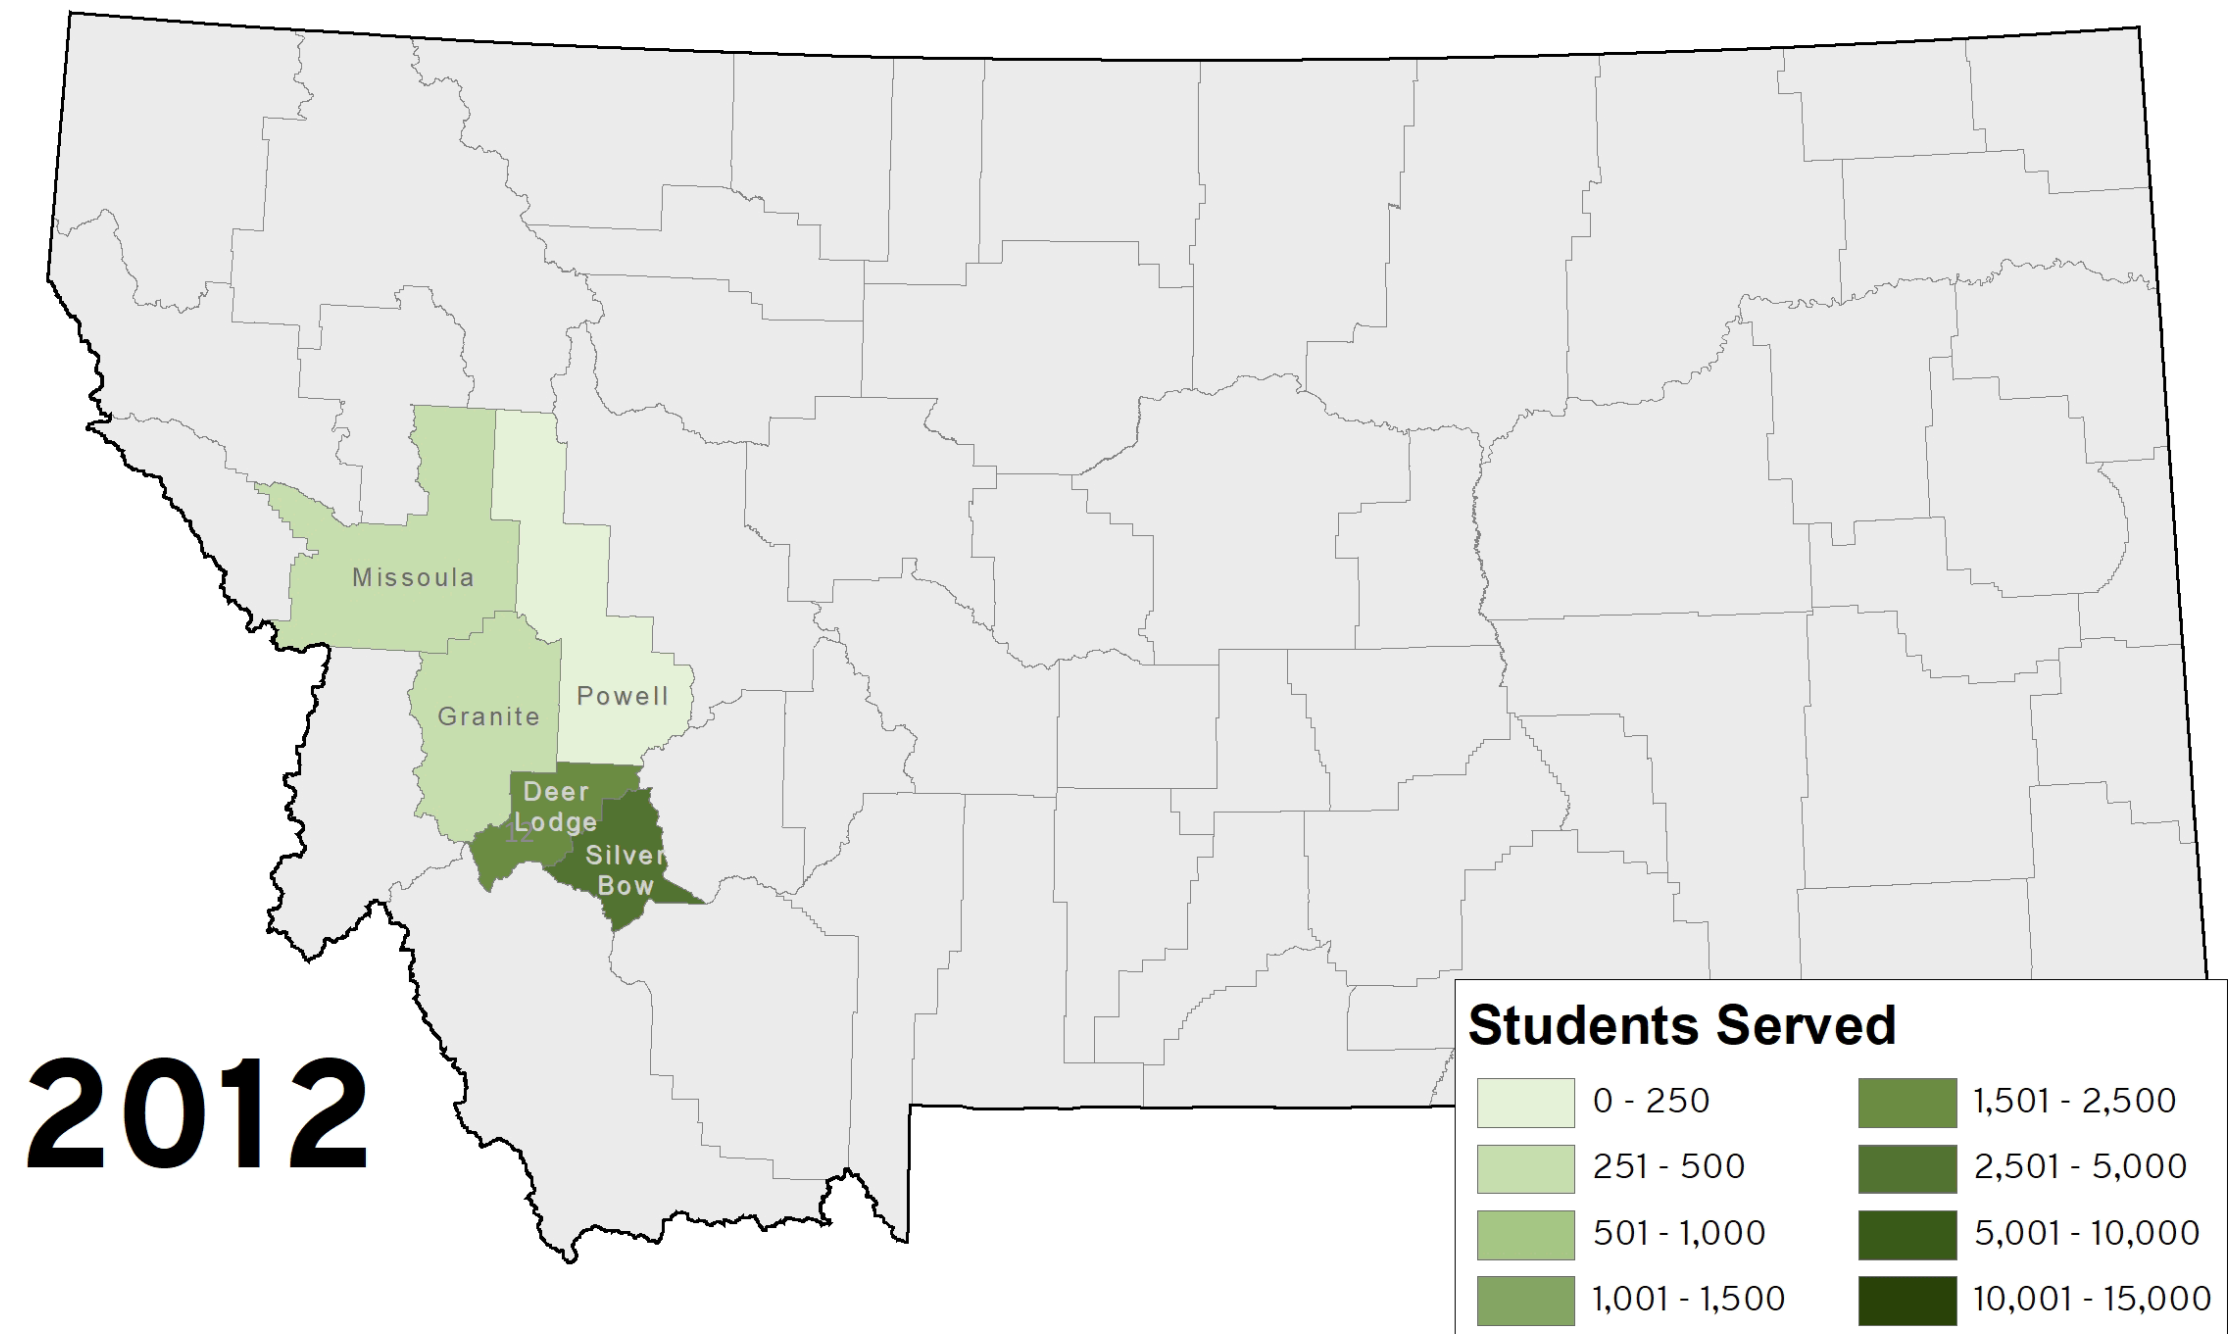 Missoula
Powell
Granite
Deer
Lodge
12
Silver
Bow
2012
Students Served
0 - 250
251 - 500
501 - 1,000
1,001 - 1,500
1,501 - 2,500
2,501 - 5,000
5,001 - 10,000
10,001 - 15,000